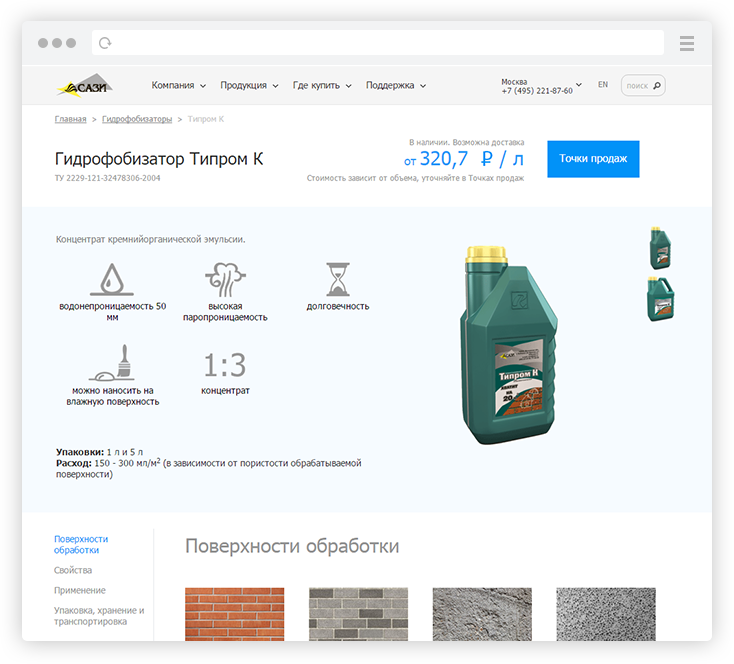 САЗИ
Компания
Продукция
Где купить
Поддержка
Москва
+7 (495) 221-87-60
EN
поиск
Главная > Гидрофобизаторы > Типром К
Гидрофобизатор Типром К
ТУ 2229-121-32478306-2004
В наличии. Возможна доставка
от 320,7 ₽ / л
Стоимость зависит от объема, уточняйте в Точках продаж
Точки продаж
Концентрат кремнийорганической эмульсии.
водонепроницаемость 50
мм
высокая
паропроницаемость
долговечность
можно наносить на
влажную поверхность
1:3
концентрат
Упаковки: 1 л и 5 л
Расход: 150 - 300 мл/м² (в зависимости от пористости обрабатываемой
поверхности)
САЗИ
Типром К
Поверхности
обработки
Свойства
Применение
Упаковка, хранение и
транспортировка
Поверхности обработки